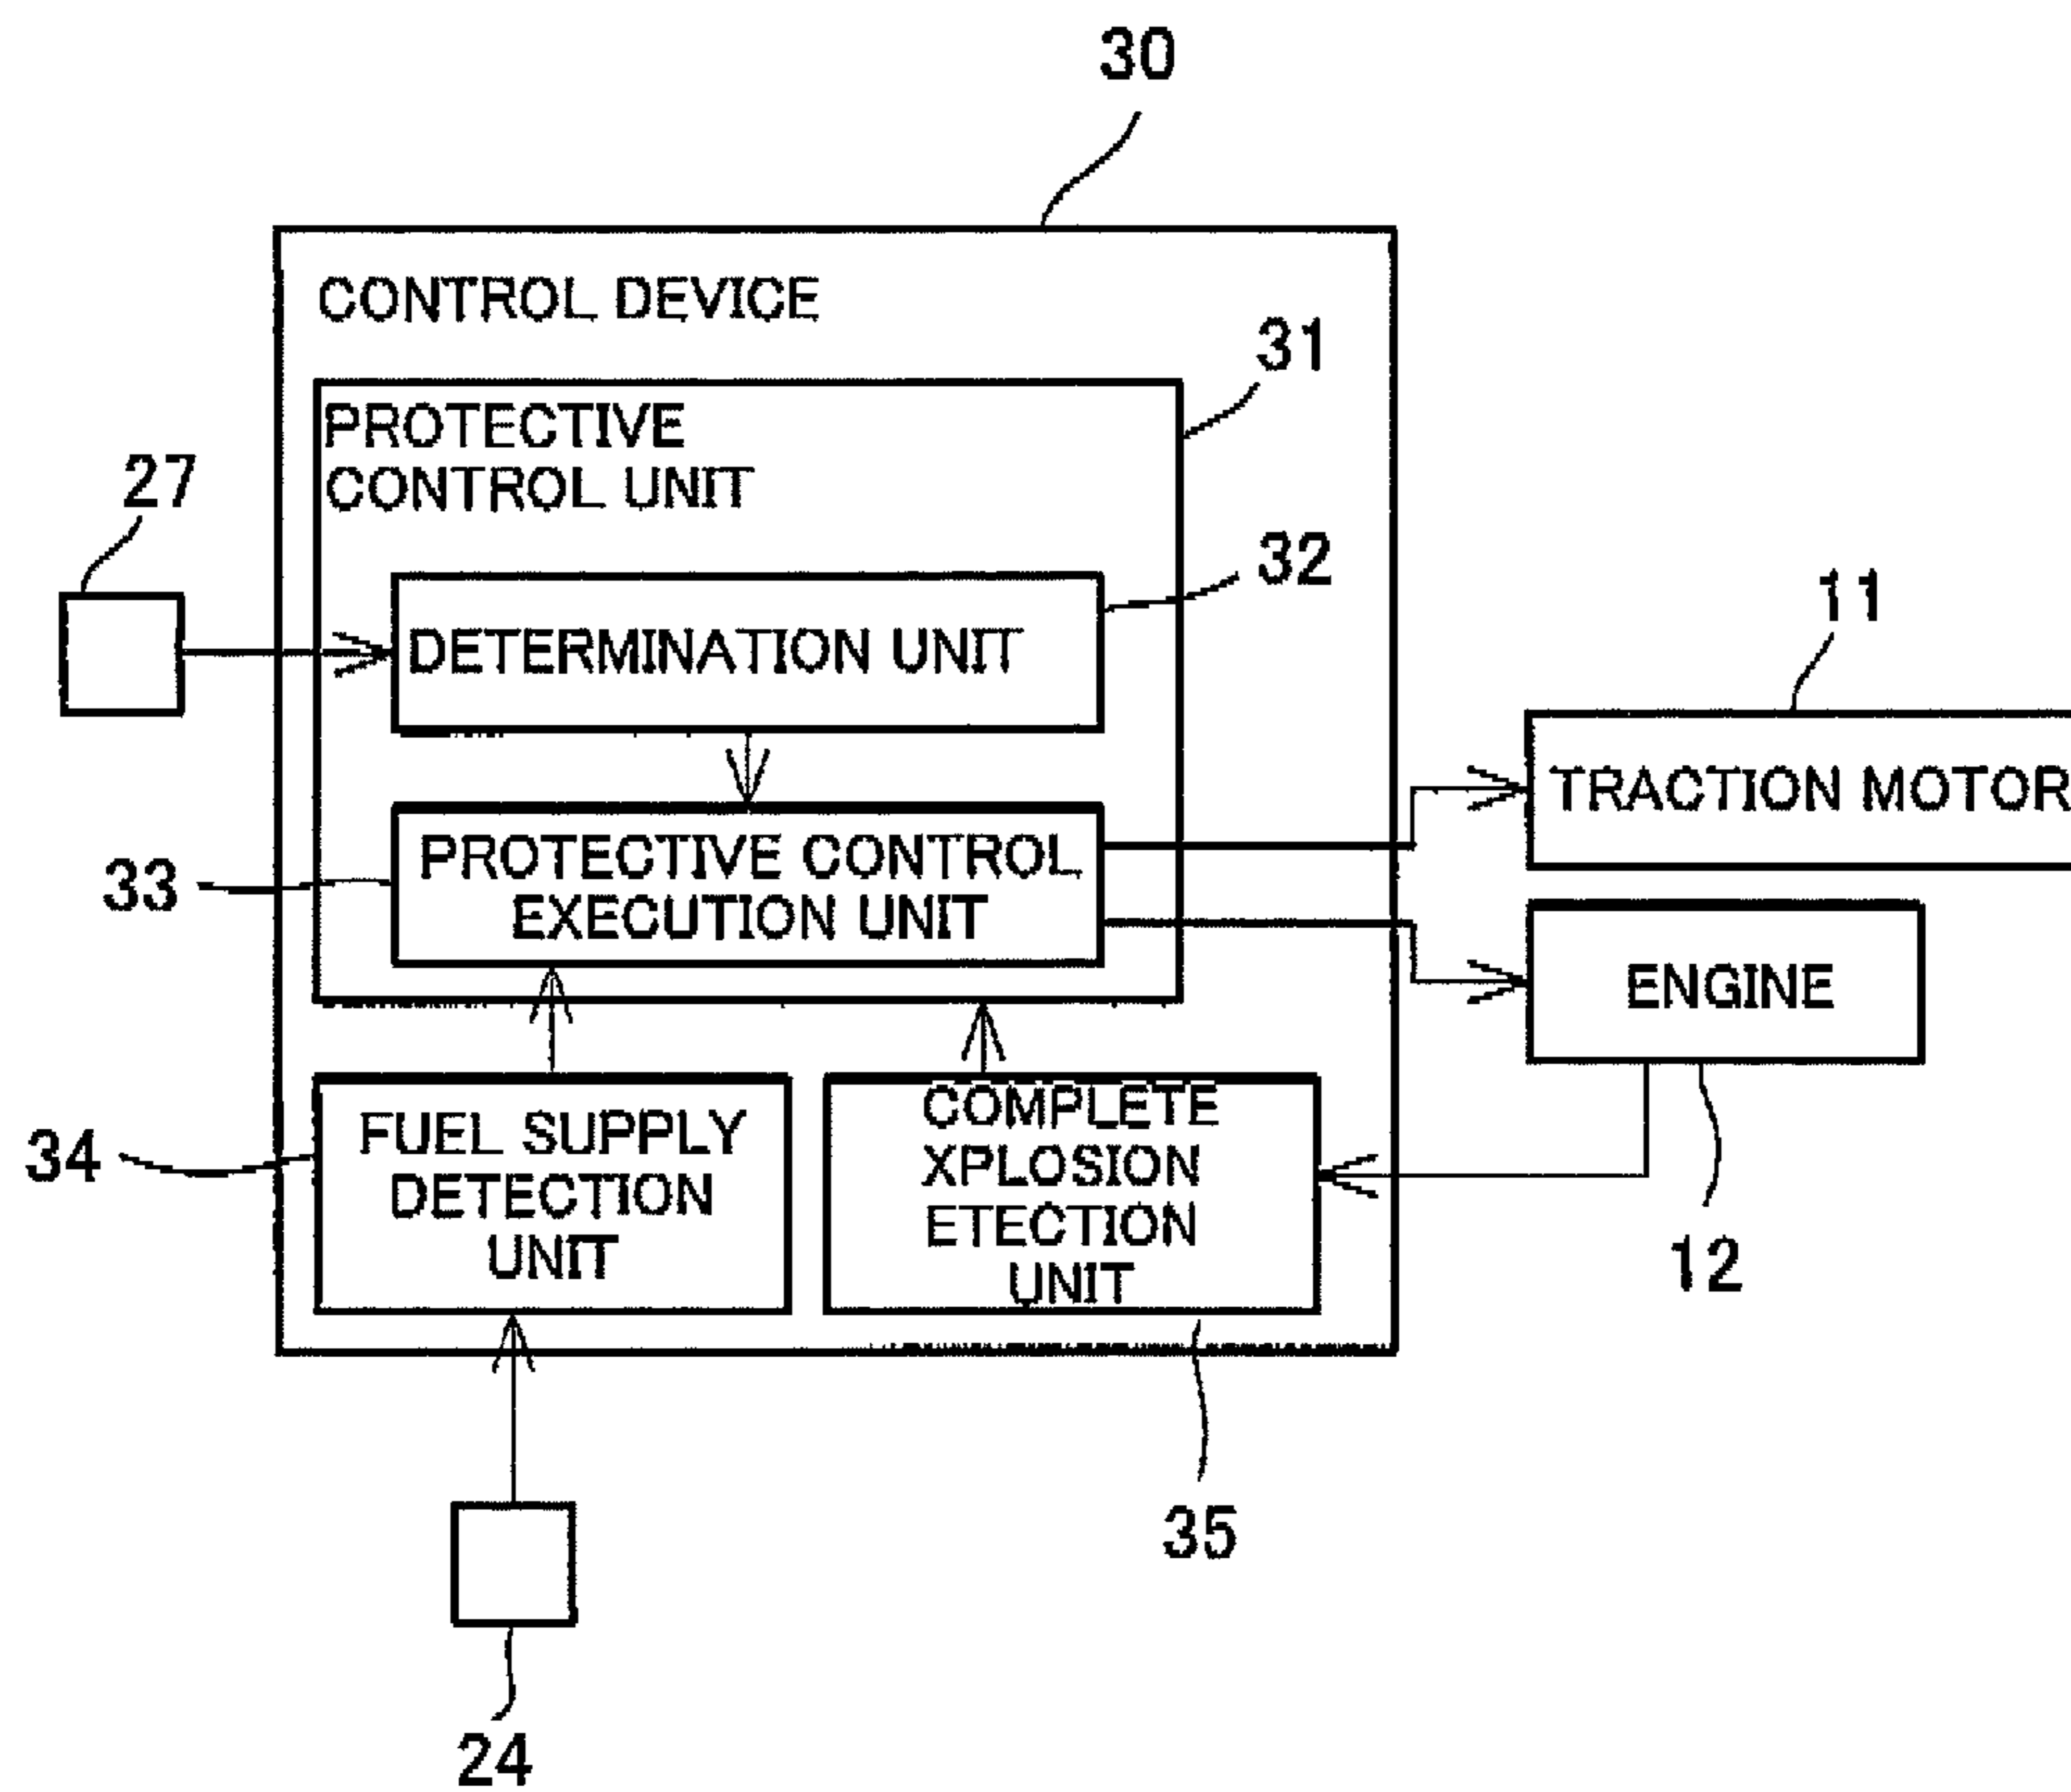 30
CONTROL DEVICE
31
PROTECTIVE
CONTROL UNIT
27
32
DETERMINATION UNIT
11
TRACTION MOTOR
33
PROTECTIVE CONTROL
EXECUTION UNIT
ENGINE
34
FUEL SUPPLY
DETECTION
UNIT
COMPLETE
XPLOSION
ETECTION
UNIT
12
35
24